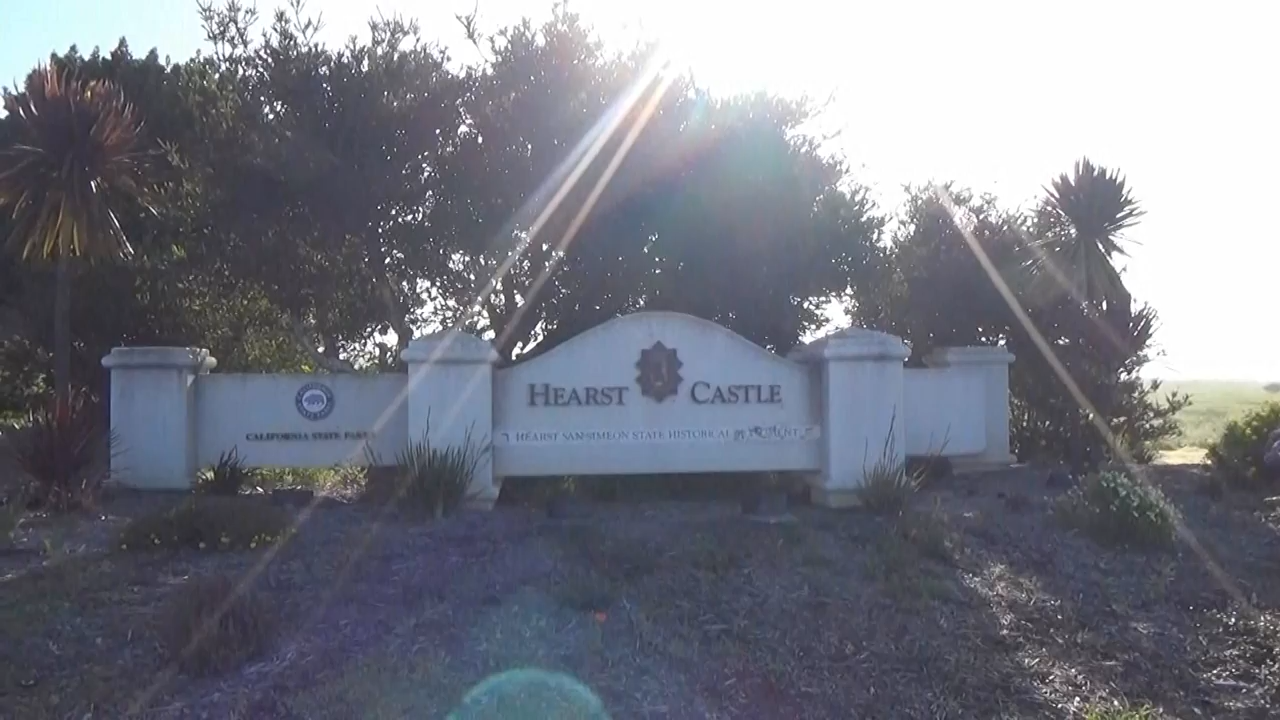 HEARST CASTLE
CALIFORNIA STATE PARKS
HEARST SAN SIMEON STATE HISTORICAL